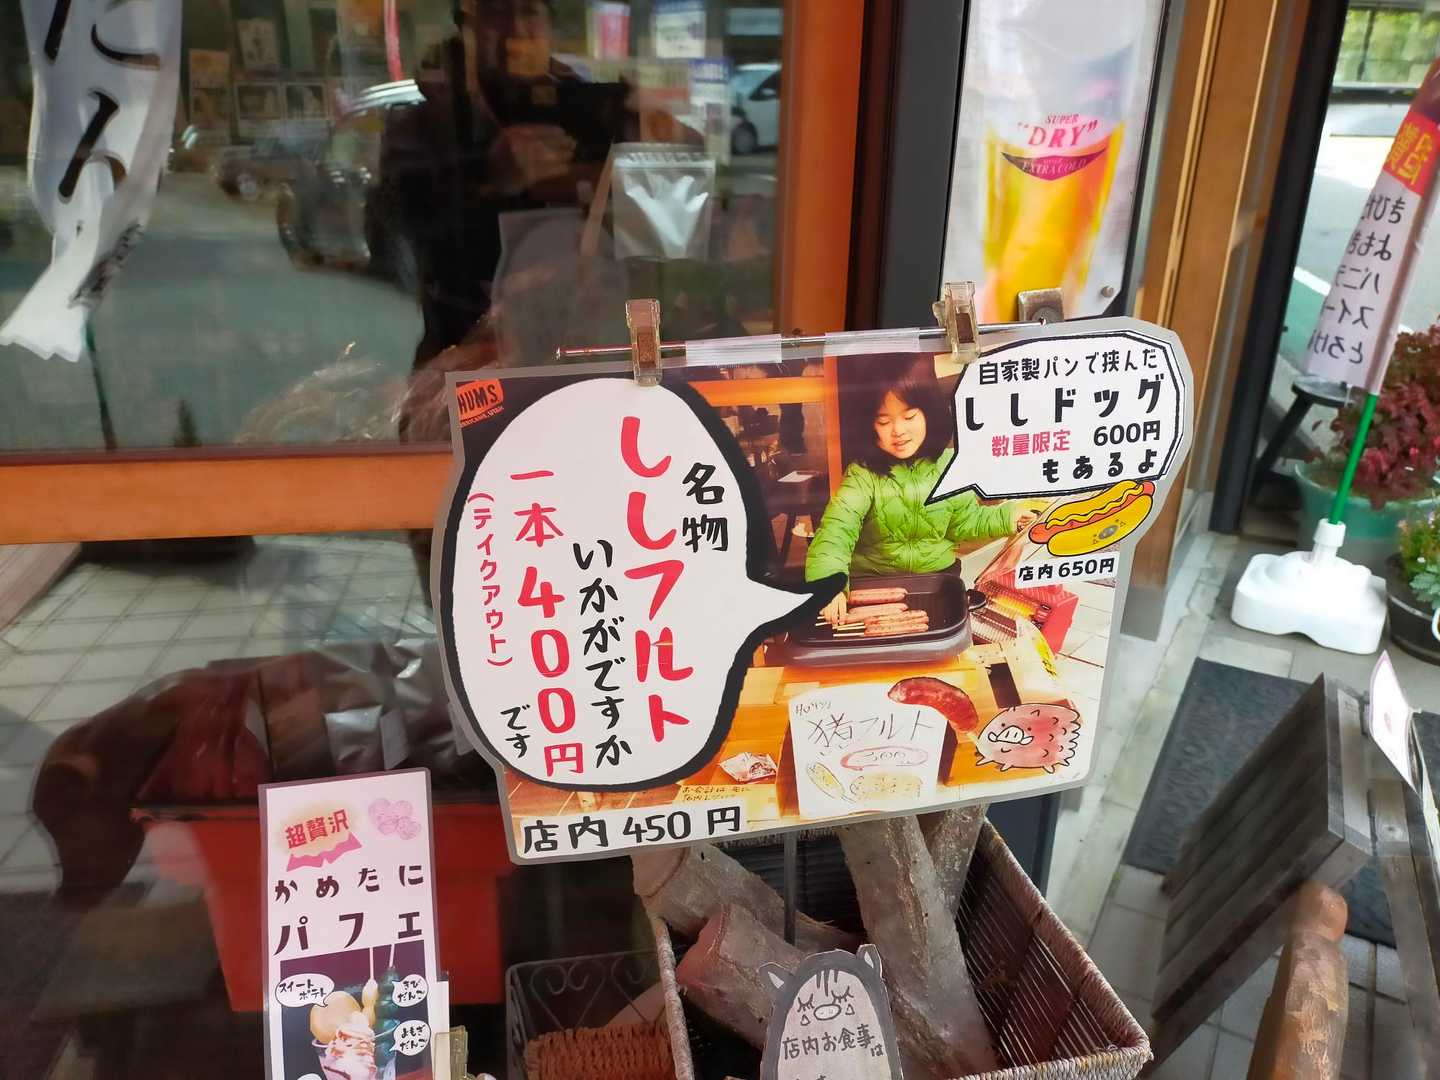 だん
SUPER
"DRY"
EXTRA COLD
HUMS
名物
ししフルト
いかがですか
一本400円
(テイクアウト)
です
店内 450 円
自家製パンで挟んだ
ししドッグ
数量限定 600円
もあるよ
店内 650円
猪フルト
300
超贅沢
かめたに
パフェ
スイート
ポテト
きび
だんご
よもぎ
だんご
店内お食事は